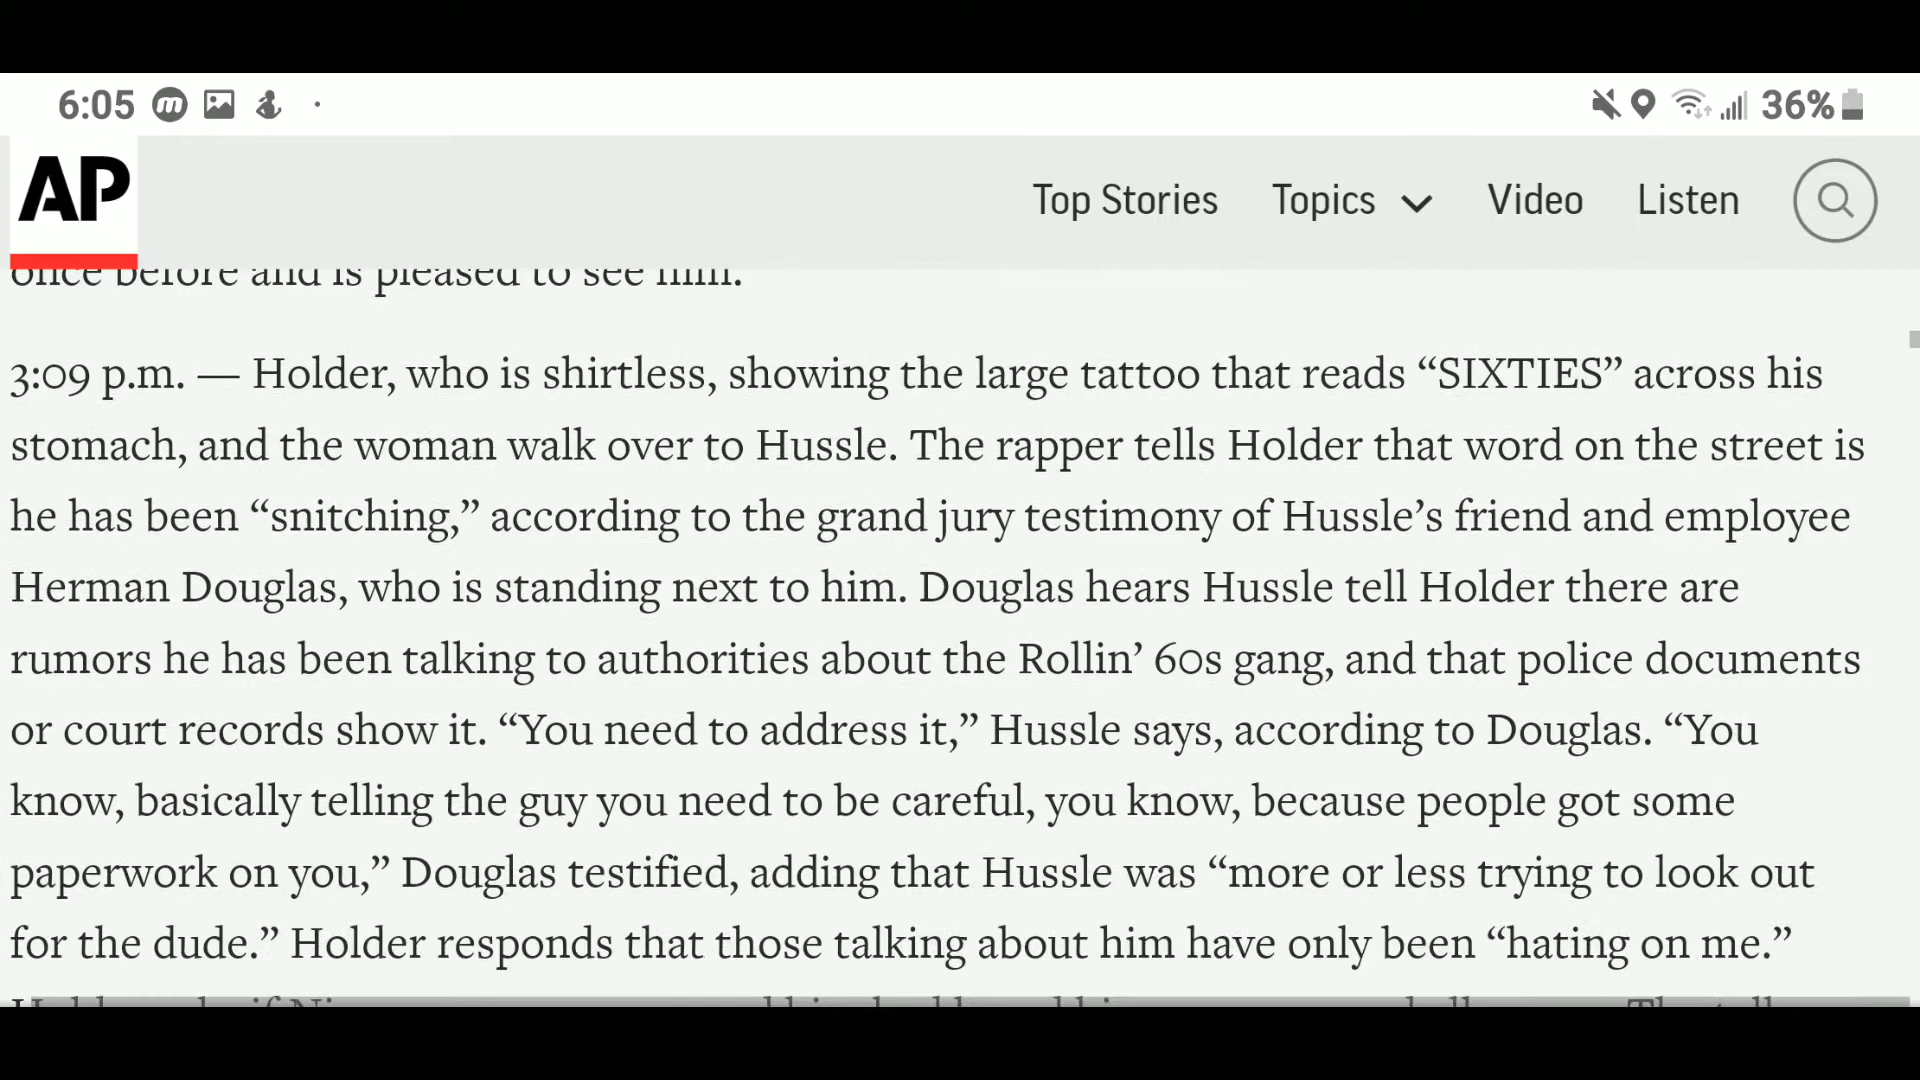 6:05
36%
AP
Top Stories Topics Video Listen
once before and is pleased to see him.
3:09 p.m. — Holder, who is shirtless, showing the large tattoo that reads “SIXTIES” across his
stomach, and the woman walk over to Hussle. The rapper tells Holder that word on the street is
he has been “snitching,” according to the grand jury testimony of Hussle’s friend and employee
Herman Douglas, who is standing next to him. Douglas hears Hussle tell Holder there are
rumors he has been talking to authorities about the Rollin’ 60s gang, and that police documents
or court records show it. “You need to address it,” Hussle says, according to Douglas. “You
know, basically telling the guy you need to be careful, you know, because people got some
paperwork on you,” Douglas testified, adding that Hussle was “more or less trying to look out
for the dude.” Holder responds that those talking about him have only been “hating on me.”